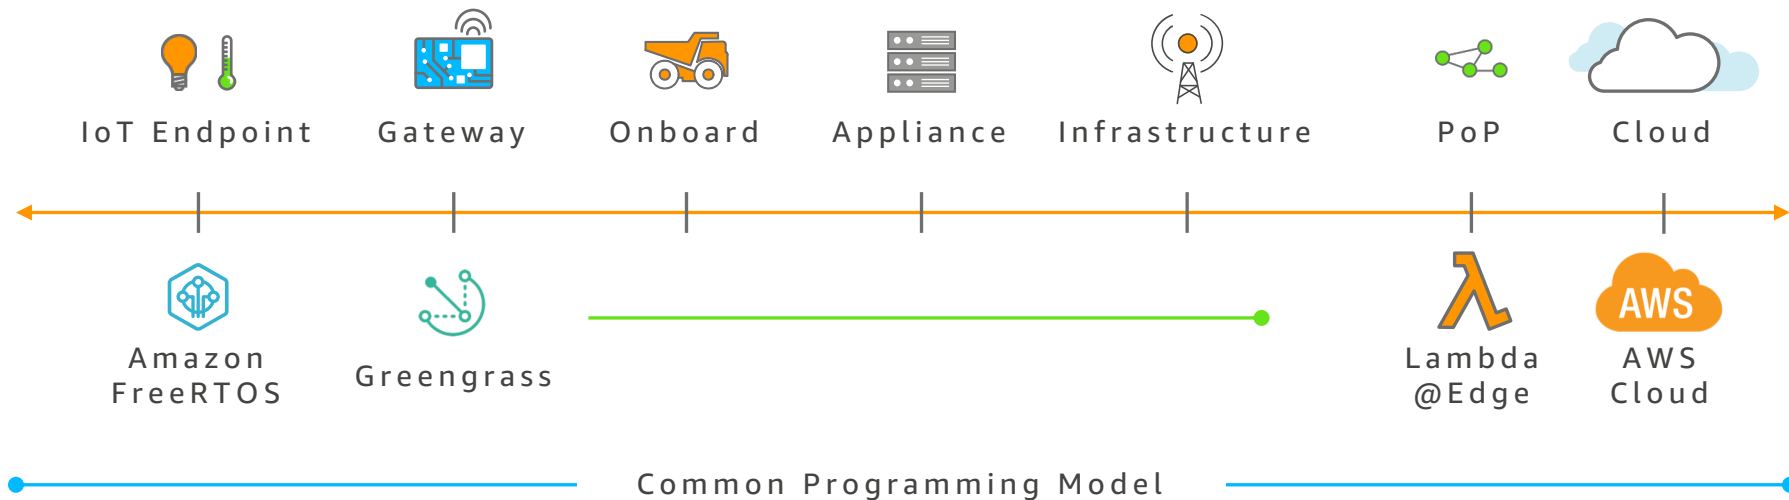 IoT Endpoint
Gateway
Onboard
Appliance
Infrastructure
PoP
Cloud
Amazon
FreeRTOS
Greengrass
Lambda
@Edge
AWS
AWS
Cloud
Common Programming Model